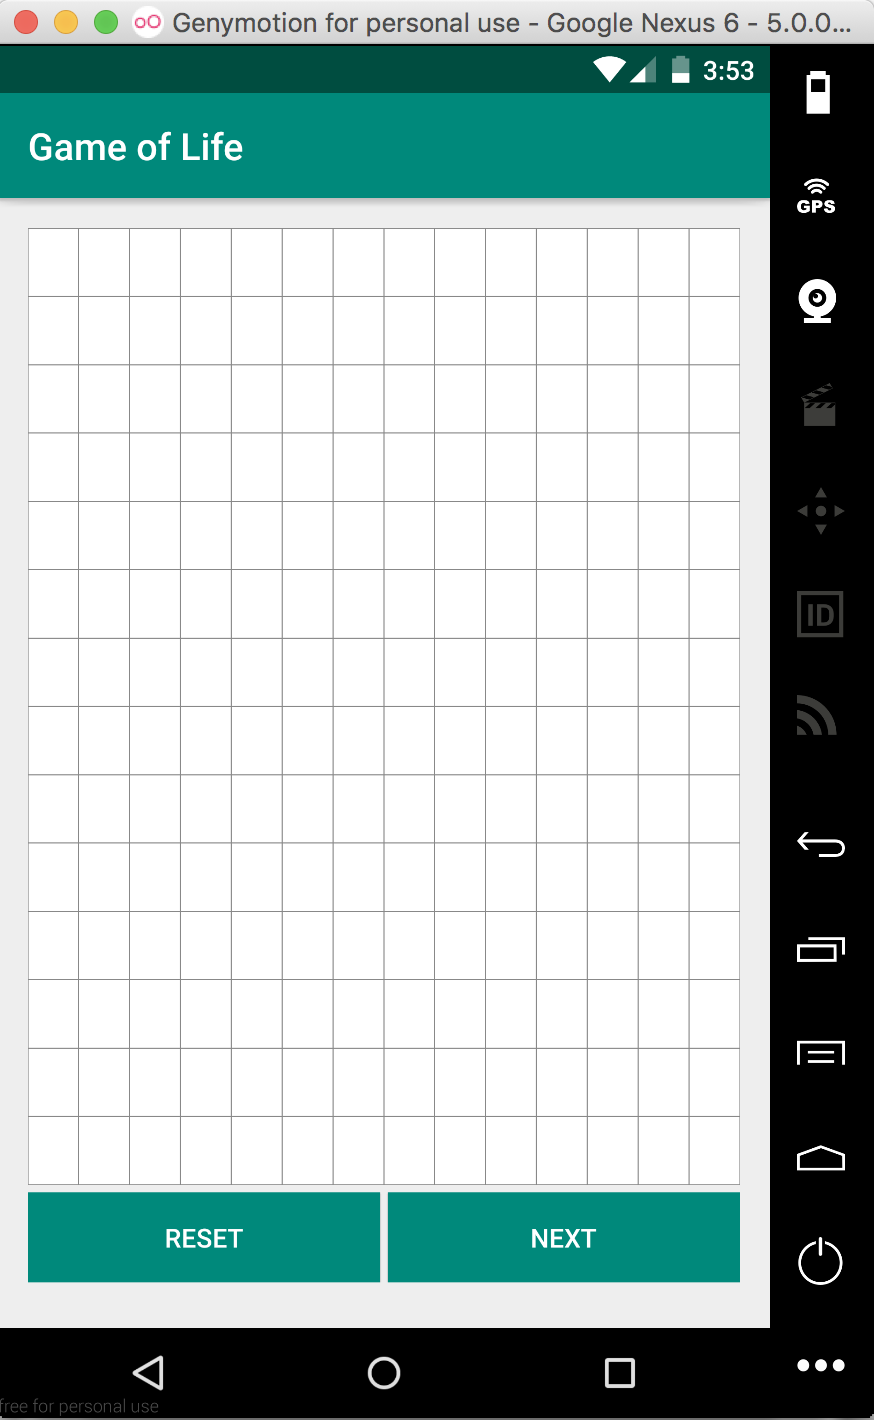 Genymotion for personal use - Google Nexus 6 - 5.0.0...
3:53
Game of Life
GPS
ID
RESET
NEXT
free for personal use